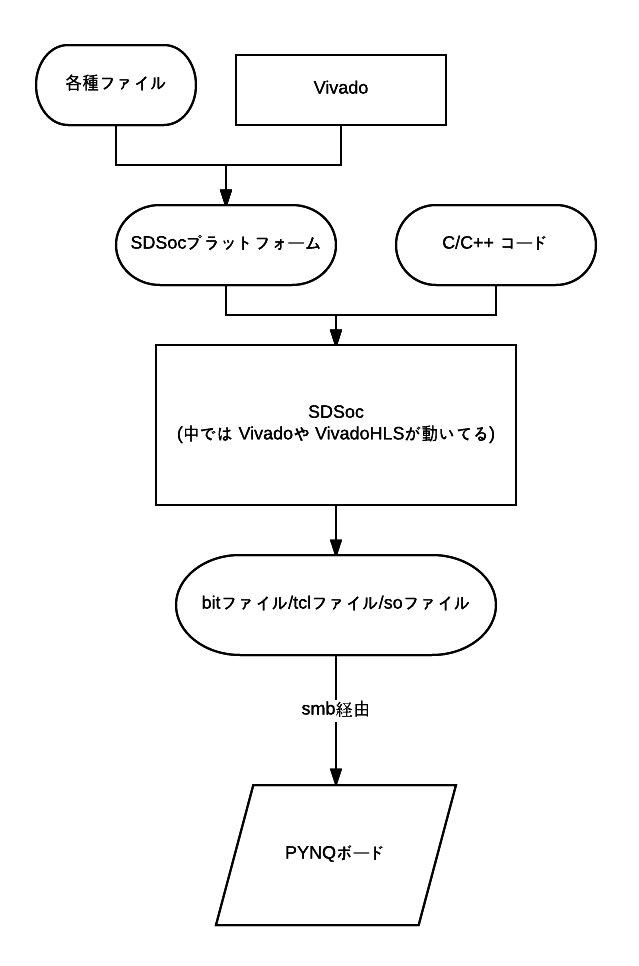 各種ファイル
Vivado
SDSocプラットフォーム
C/C++ コード
SDSoc
(中では Vivadoや VivadoHLSが動いてる)
bitファイル/tclファイル/soファイル
smb経由
PYNQボード